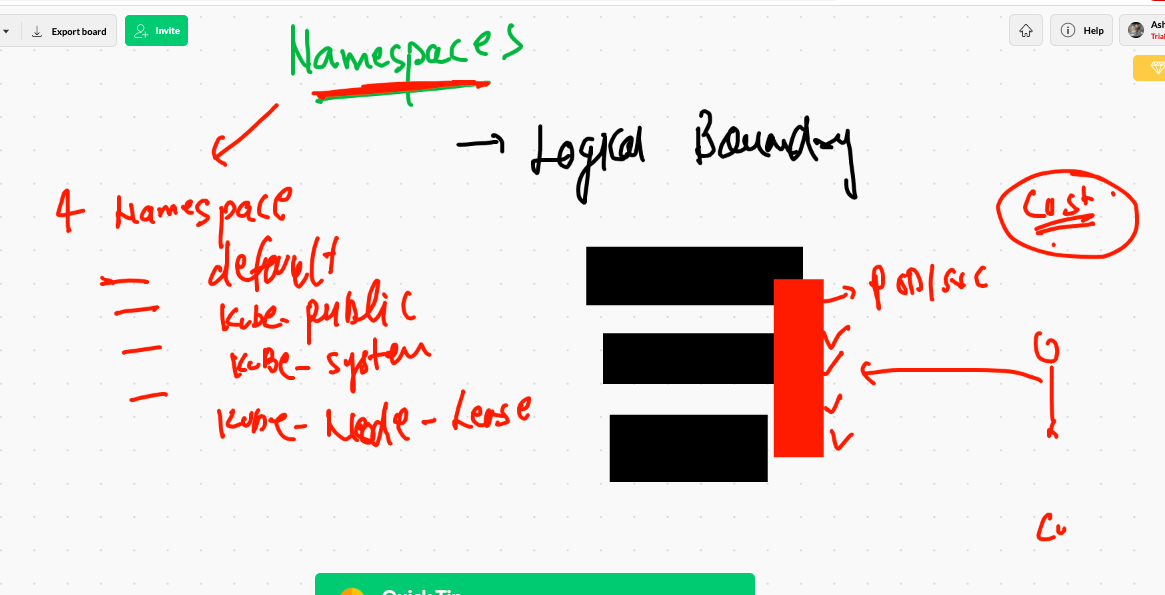 Export board
Invite
Help
Ash
Trial
Namespaces
→ Logical Boundary
4 Namespace
default
Kube-public
KuBe-system
KuBe-Node-Lease
Cost
→ POD/svc
Cu
Quick Tip